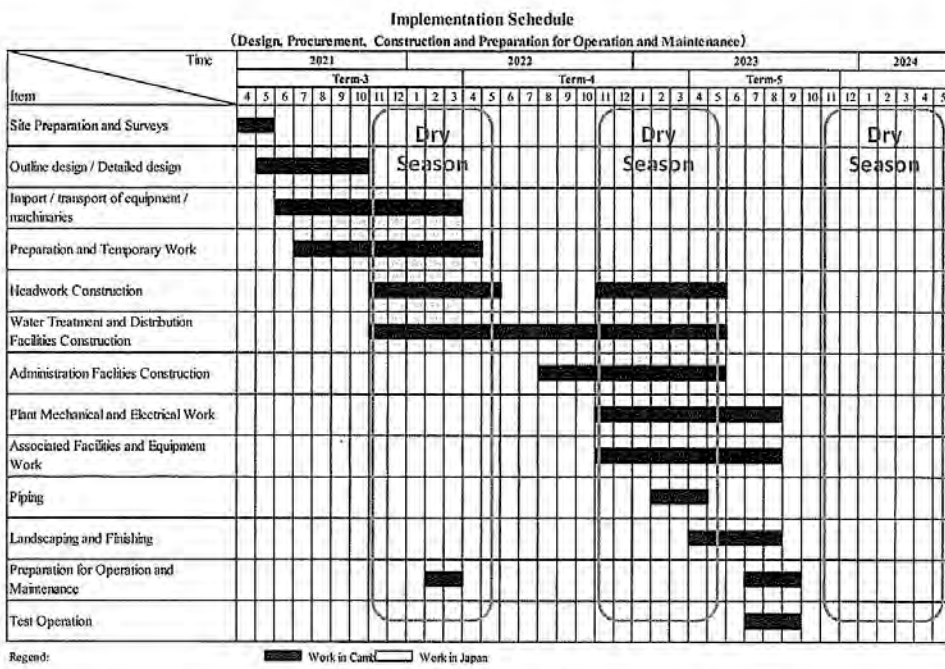 Implementation Schedule
(Design, Procurement, Construction and Preparation for Operation and Maintenance)
Time
2021 2022 2023 2024
Term-3 Term-4 Term-5
Item
4 5 6 7 8 9 10 11 12 1 2 3 4 5 6 7 8 9 10 11 12 1 2 3 4 5 6 7 8 9 10 11 12 1 2 3 4 5
Site Preparation and Surveys
Dry Season
Dry Season
Dry Season
Outline design / Detailed design
Import / transport of equipment /
machinaries
Preparation and Temporary Work
Headwork Construction
Water Treatment and Distribution
Facilities Construction
Administration Facilities Construction
Plant Mechanical and Electrical Work
Associated Facilities and Equipment
Work
Piping
Landscaping and Finishing
Preparation for Operation and
Maintenance
Test Operation
Regend:
Work in Camb
Work in Japan